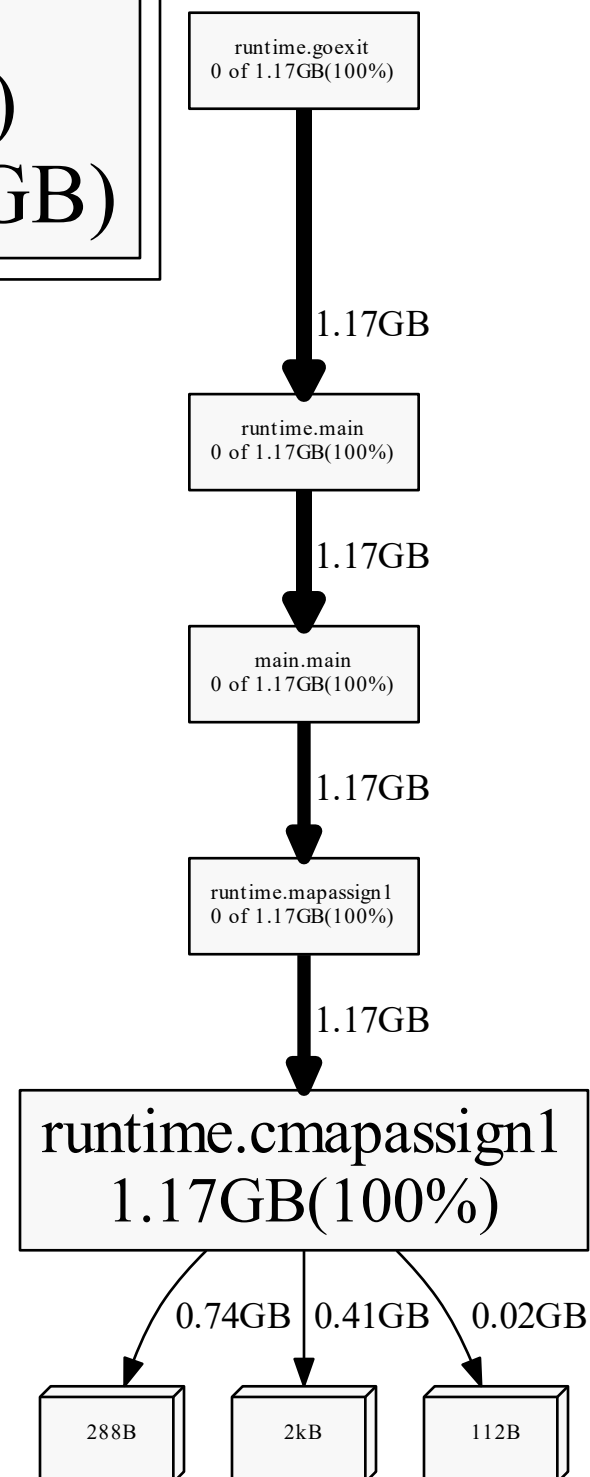 )
GB)
runtime.goexit
0 of 1.17GB(100%)
1.17GB
runtime.main
0 of 1.17GB(100%)
1.17GB
main.main
0 of 1.17GB(100%)
1.17GB
runtime.mapassign1
0 of 1.17GB(100%)
1.17GB
runtime.cmapassign1
1.17GB(100%)
0.74GB 0.41GB 0.02GB
288B 2kB 112B